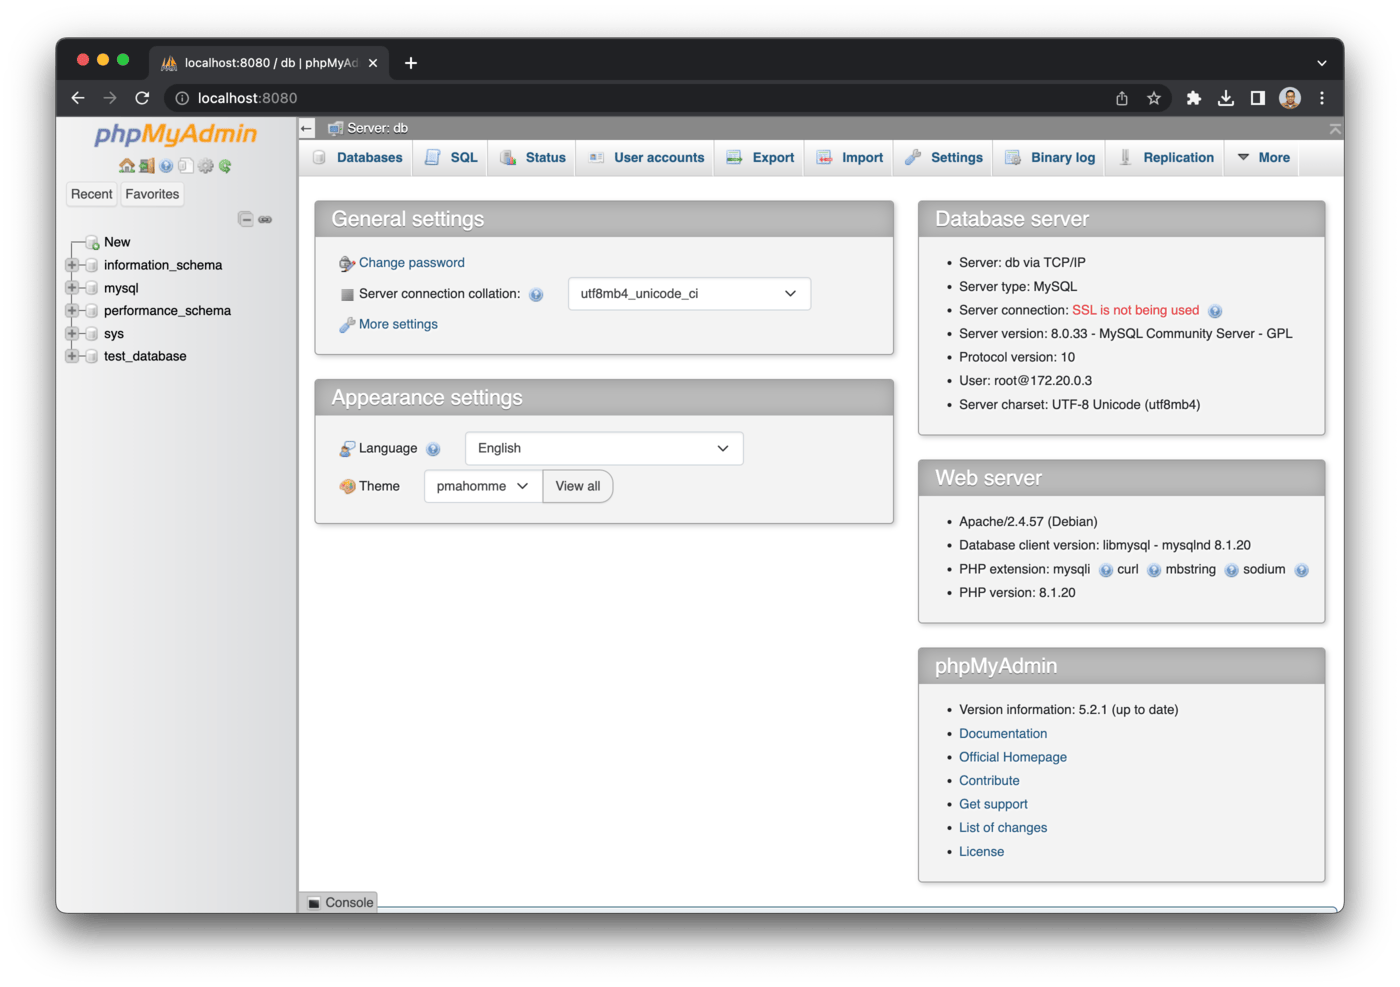 localhost:8080 / db | phpMyAd
localhost:8080
phpMyAdmin
Recent Favorites
New
information_schema
mysql
performance_schema
sys
test_database
Server: db
Databases SQL Status User accounts Export Import Settings Binary log Replication More
General settings
Change password
Server connection collation: utf8mb4_unicode_ci
More settings
Appearance settings
Language English
Theme pmahomme View all
Database server
Server: db via TCP/IP
Server type: MySQL
Server connection: SSL is not being used
Server version: 8.0.33 - MySQL Community Server - GPL
Protocol version: 10
User: root@172.20.0.3
Server charset: UTF-8 Unicode (utf8mb4)
Web server
Apache/2.4.57 (Debian)
Database client version: libmysql - mysqlnd 8.1.20
PHP extension: mysqli curl mbstring sodium
PHP version: 8.1.20
phpMyAdmin
Version information: 5.2.1 (up to date)
Documentation
Official Homepage
Contribute
Get support
List of changes
License
Console